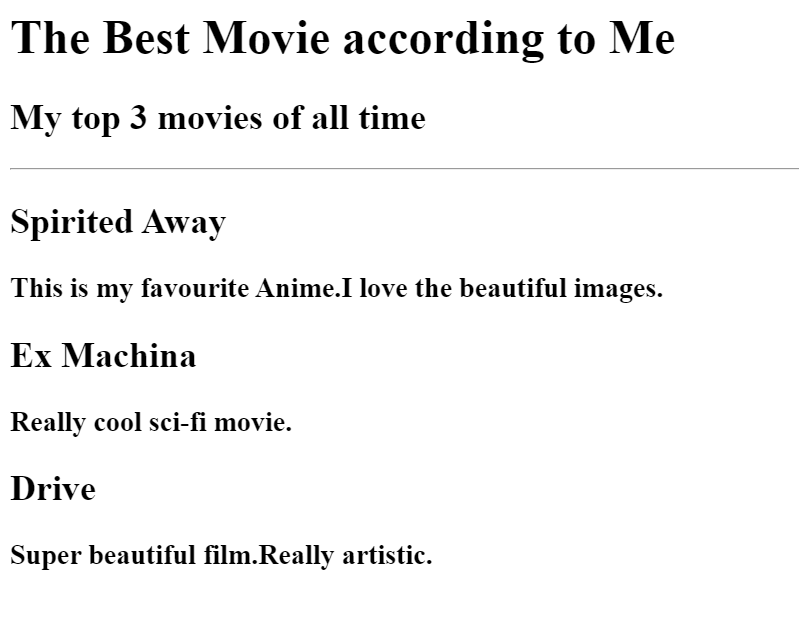 The Best Movie according to Me
My top 3 movies of all time
Spirited Away
This is my favourite Anime.I love the beautiful images.
Ex Machina
Really cool sci-fi movie.
Drive
Super beautiful film.Really artistic.